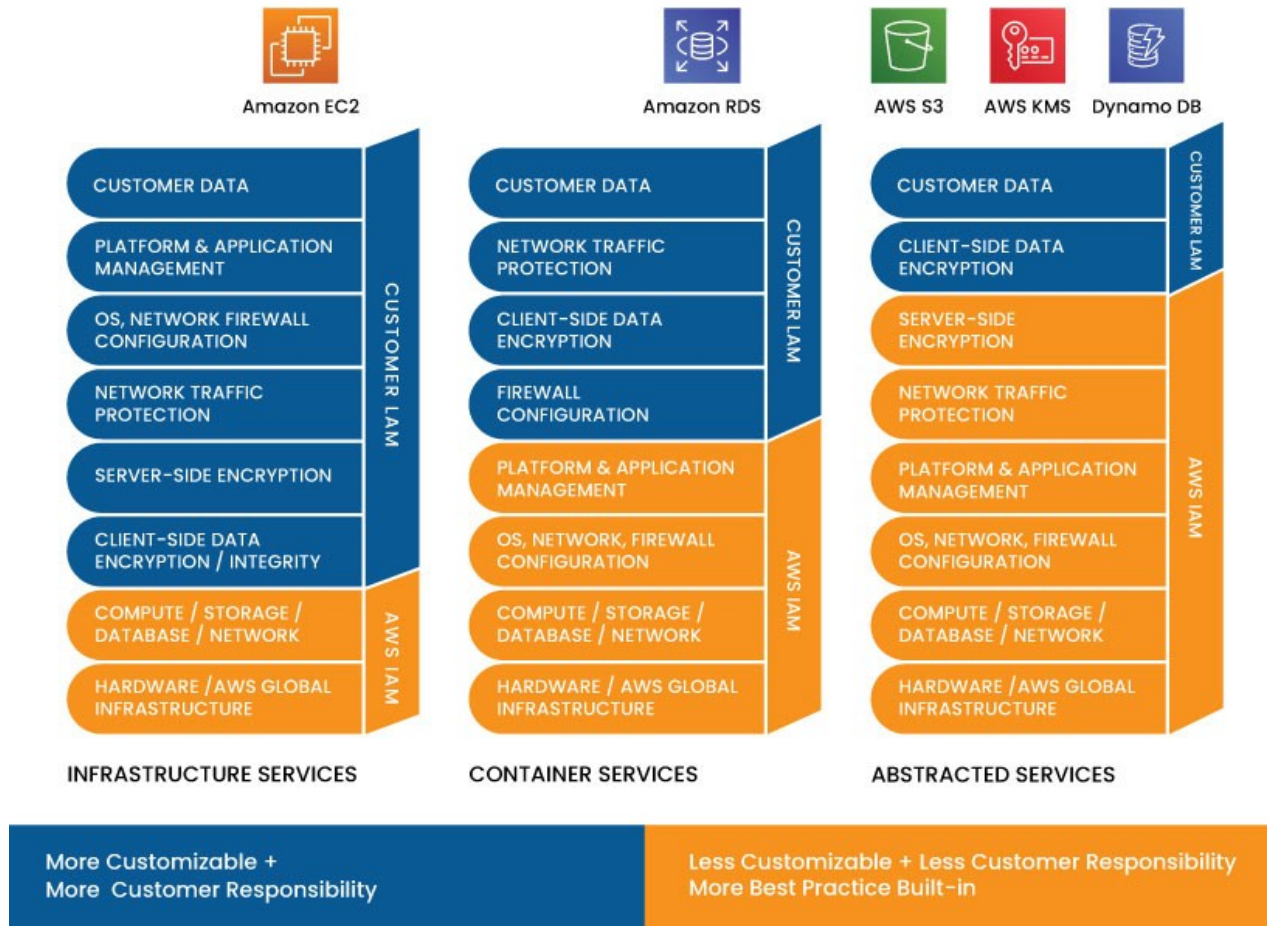 Amazon EC2
CUSTOMER DATA
PLATFORM & APPLICATION
MANAGEMENT
OS, NETWORK FIREWALL
CONFIGURATION
NETWORK TRAFFIC
PROTECTION
SERVER-SIDE ENCRYPTION
CLIENT-SIDE DATA
ENCRYPTION / INTEGRITY
COMPUTE / STORAGE /
DATABASE / NETWORK
HARDWARE /AWS GLOBAL
INFRASTRUCTURE
CUSTOMER LAM
AWS IAM
INFRASTRUCTURE SERVICES
Amazon RDS
CUSTOMER DATA
NETWORK TRAFFIC
PROTECTION
CLIENT-SIDE DATA
ENCRYPTION
FIREWALL
CONFIGURATION
PLATFORM & APPLICATION
MANAGEMENT
OS, NETWORK, FIREWALL
CONFIGURATION
COMPUTE / STORAGE /
DATABASE / NETWORK
HARDWARE / AWS GLOBAL
INFRASTRUCTURE
CUSTOMER LAM
AWS IAM
CONTAINER SERVICES
AWS S3
AWS KMS
Dynamo DB
CUSTOMER DATA
CLIENT-SIDE DATA
ENCRYPTION
SERVER-SIDE
ENCRYPTION
NETWORK TRAFFIC
PROTECTION
PLATFORM & APPLICATION
MANAGEMENT
OS, NETWORK, FIREWALL
CONFIGURATION
COMPUTE / STORAGE /
DATABASE / NETWORK
HARDWARE /AWS GLOBAL
INFRASTRUCTURE
CUSTOMER LAM
AWS IAM
ABSTRACTED SERVICES
More Customizable +
More Customer Responsibility
Less Customizable + Less Customer Responsibility
More Best Practice Built-in